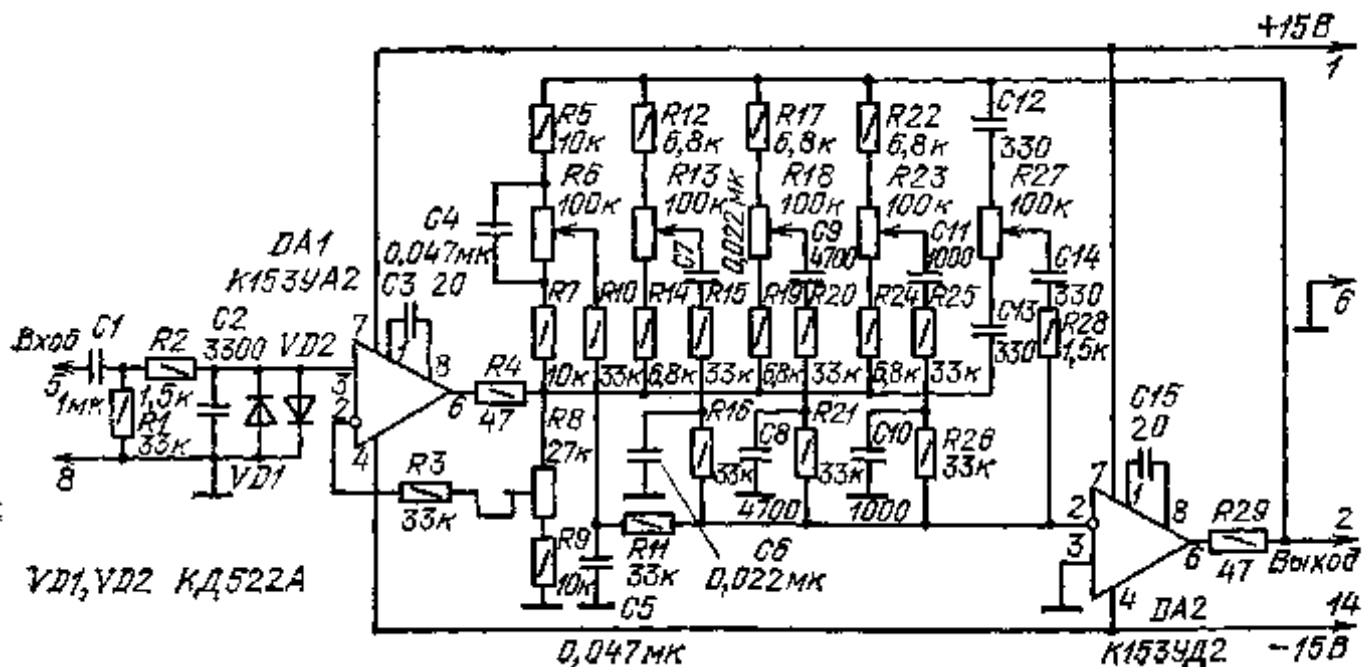 +15В
1
R5
10к
R12
6,8к
R17
6,8к
R22
6,8к
C12
330
R6
100к
R13
100к
R18
100к
R23
100к
R27
100к
C4
0,047мк
C7
0,022мк
C9
4700
C11
1000
C14
330
DA1
К153УА2
C3
20
1
8
7
3
2
4
6
Вход
5
C1
1мк
R2
1,5к
C2
3300
VD2
R1
33к
8
VD1
R4
47
R7
10к
R10
33к
R14
6,8к
R15
33к
R19
6,8к
R20
33к
R24
6,8к
R25
33к
C13
330
R28
1,5к
6
R3
33к
R8
27к
R9
10к
R16
33к
C8
4700
R21
33к
C10
1000
R26
33к
R11
33к
C6
0,022мк
C5
0,047мк
C15
20
7
1
8
2
3
6
4
R29
47
2
Выход
DA2
К153УД2
14
-15В
VD1, VD2 КД522А